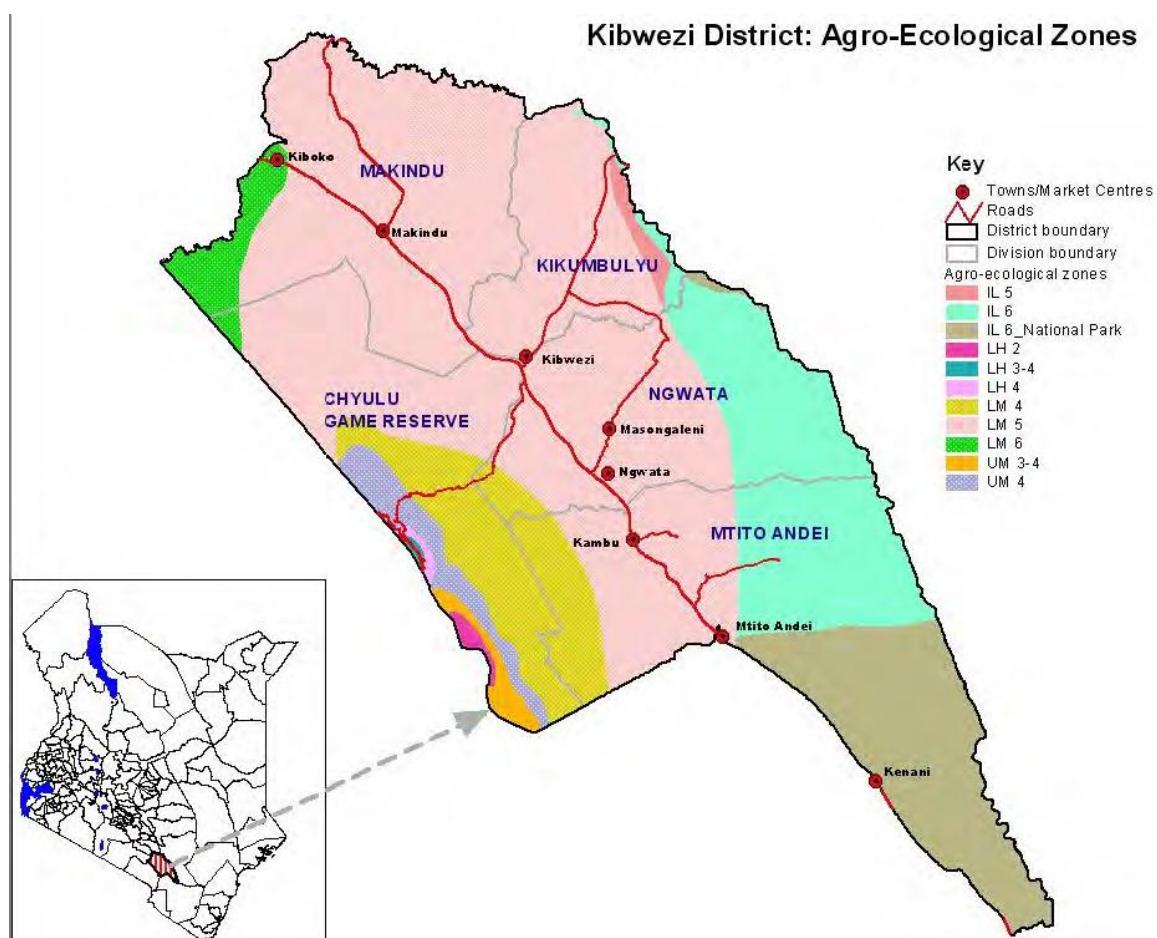 Kibwezi District: Agro-Ecological Zones
Kiboko
MAKINDU
Makindu
KIKUMBULYU
Kibwezi
CHYULU
GAME RESERVE
NGWATA
Masongaleni
Ngwata
Kambu
MTITO ANDEI
Mtito Andei
Kenani
Key
Towns/Market Centres
Roads
District boundary
Division boundary
Agro-ecological zones
IL 5
IL 6
IL 6_National Park
LH 2
LH 3-4
LH 4
LM 4
LM 5
LM 6
UM 3-4
UM 4